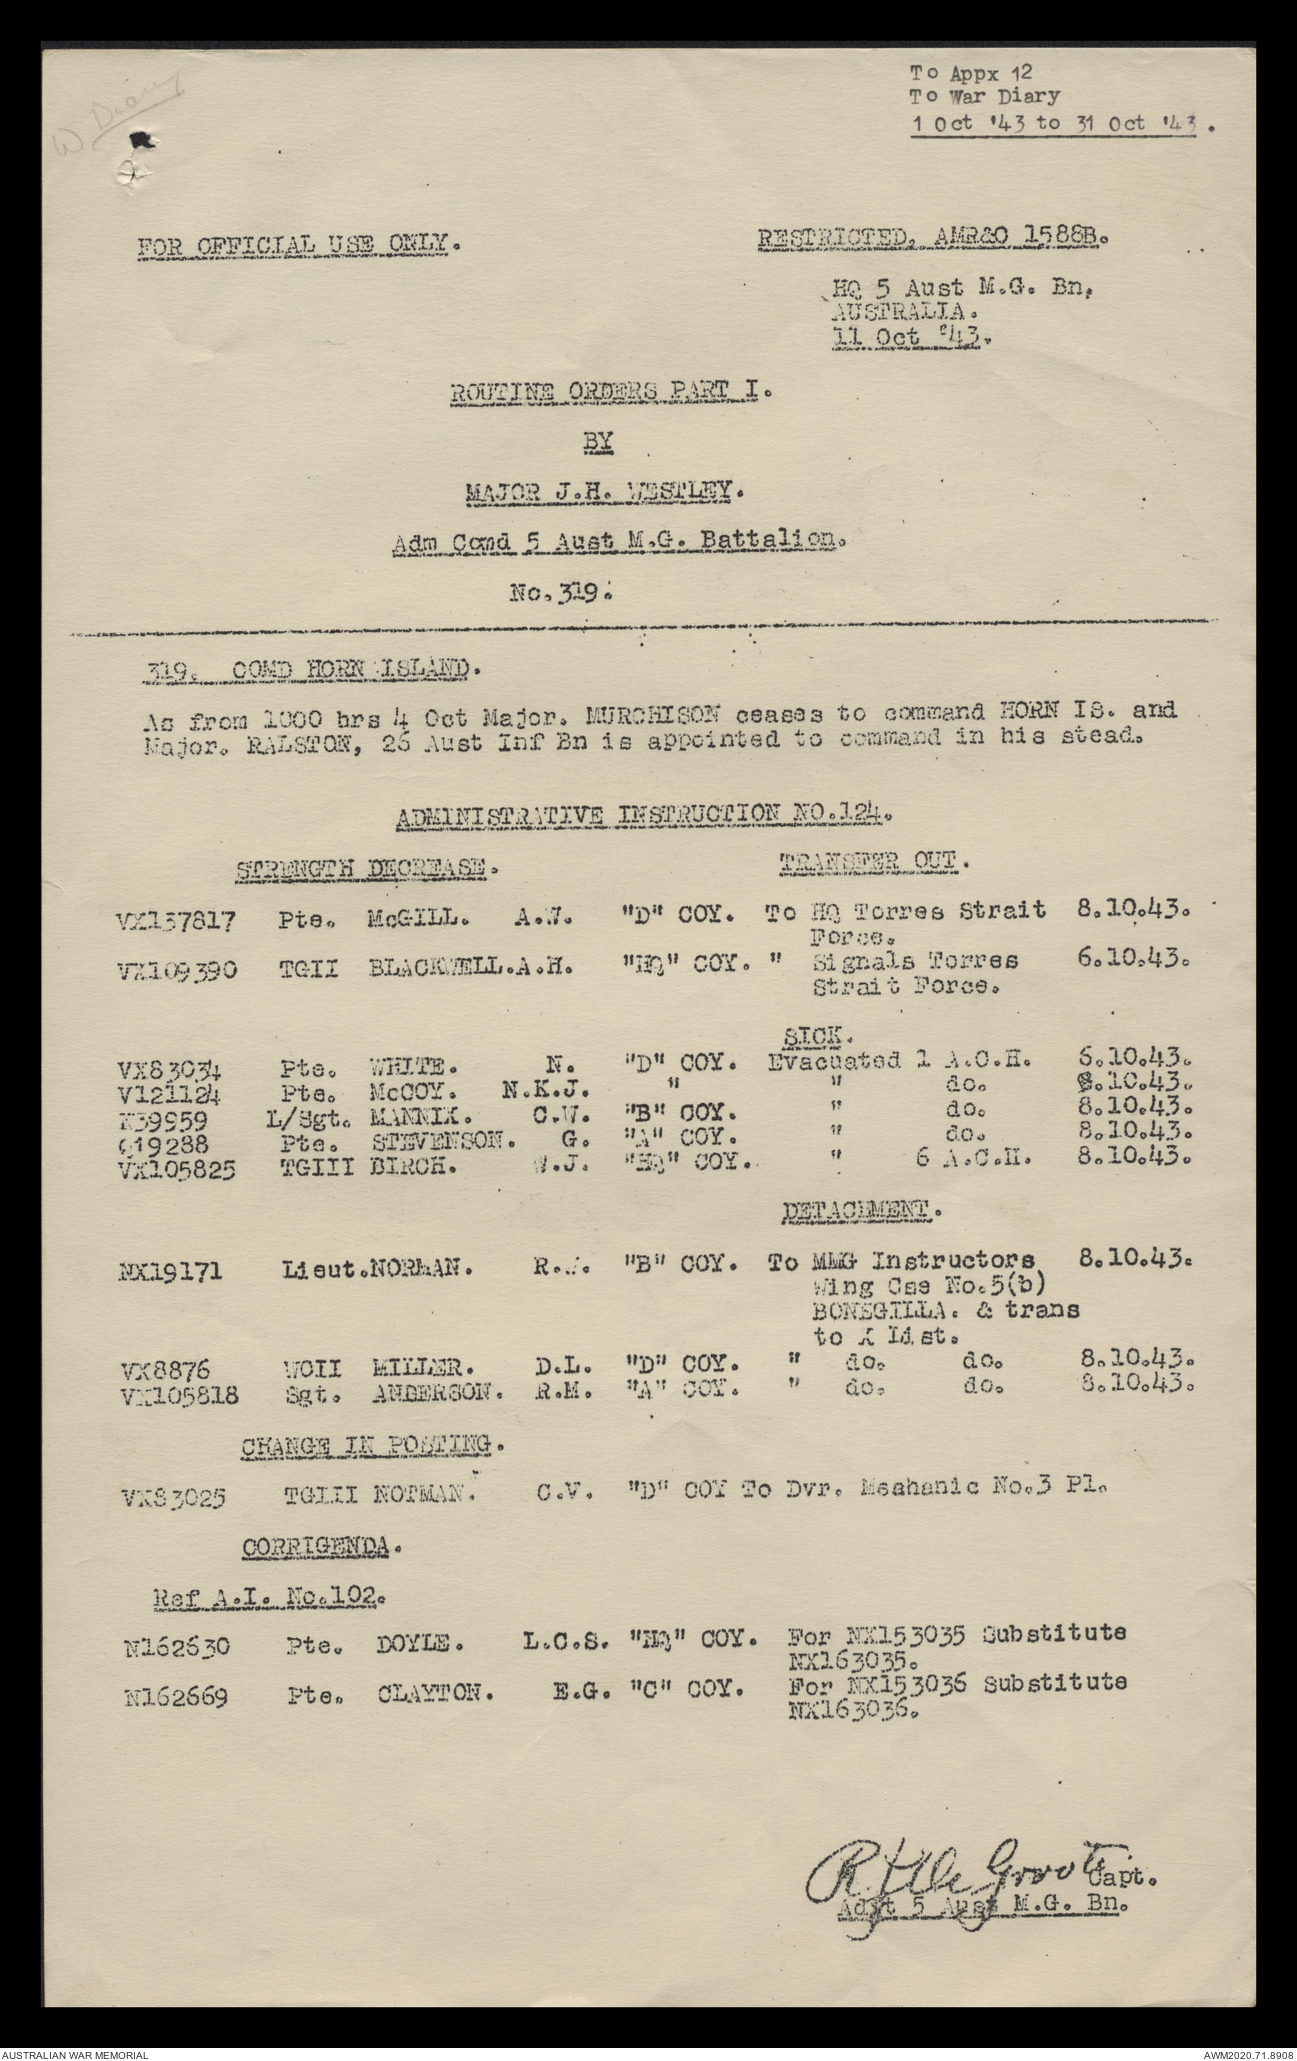 W Diary
To Appx 12
To War Diary
1 Oct '43 to 31 Oct '43.
FOR OFFICIAL USE ONLY. RESTRICTED, AMR&O 1588B.
HQ 5 Aust M.G. Bn,
AUSTRALIA.
11 Oct '43.
ROUTINE ORDERS PART I.
BY
MAJOR J.H. WESTLEY.
Adm Comd 5 Aust M.G. Battalion.
No.319.
319. COMD HORN ISLAND.
As from 1000 hrs 4 Oct Major. MURCHISON ceases to command HORN IS. and
Major. RALSTON, 26 Aust Inf Bn is appointed to command in his stead.
ADMINISTRATIVE INSTRUCTION NO.124.
STRENGTH DECREASE. TRANSFER OUT.
VX137817 Pte. McGILL. A.W. "D" COY. To HQ Torres Strait 8.10.43.
Force.
VX109390 TGII BLACKWELL.A.H. "HQ" COY. " Signals Torres 6.10.43.
Strait Force.
SICK.
VX83034 Pte. WHITE. N. "D" COY. Evacuated 1 A.C.H. 6.10.43.
V121124 Pte. McCOY. N.K.J. " " do. 8.10.43.
N39959 L/Sgt. MANNIX. C.W. "B" COY. " do. 8.10.43.
Q19288 Pte. STEVENSON. G. "A" COY. " do. 8.10.43.
VX105825 TGIII BIRCH. W.J. "HQ" COY. " 6 A.C.H. 8.10.43.
DETACHMENT.
NX19171 Lieut.NORMAN. R.. "B" COY. To MMG Instructors 8.10.43.
Wing Cse No.5(b)
BONEGILLA. & trans
to X List.
VX8876 WOII MILLER. D.L. "D" COY. " do. do. 8.10.43.
VX105818 Sgt. ANDERSON. R.M. "A" COY. " do. do. 8.10.43.
CHANGE IN POSTING.
VX83025 TGIII NOTMAN. C.V. "D" COY To Dvr. Meahanic No.3 Pl.
CORRIGENDA.
Ref A.I. No.102.
N162630 Pte. DOYLE. L.C.S. "HQ" COY. For NX153035 Substitute
NX163035.
N162669 Pte. CLAYTON. E.G. "C" COY. For NX153036 Substitute
NX163036.
R H De Groot Capt.
Adjt 5 Aust M.G. Bn.
AUSTRALIAN WAR MEMORIAL AWM2020.71.8908